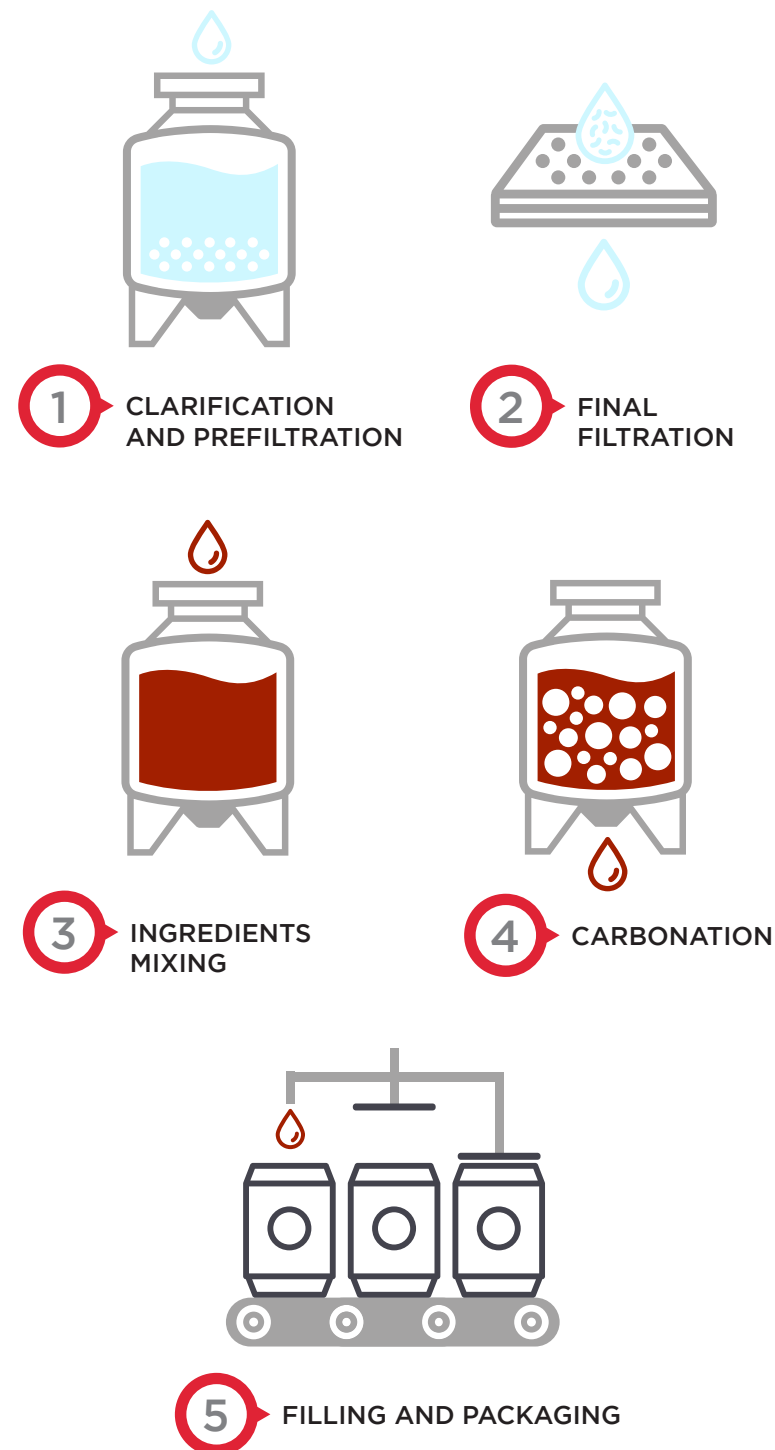 1
CLARIFICATION
AND PREFILTRATION
2
FINAL
FILTRATION
3
INGREDIENTS
MIXING
4
CARBONATION
5
FILLING AND PACKAGING